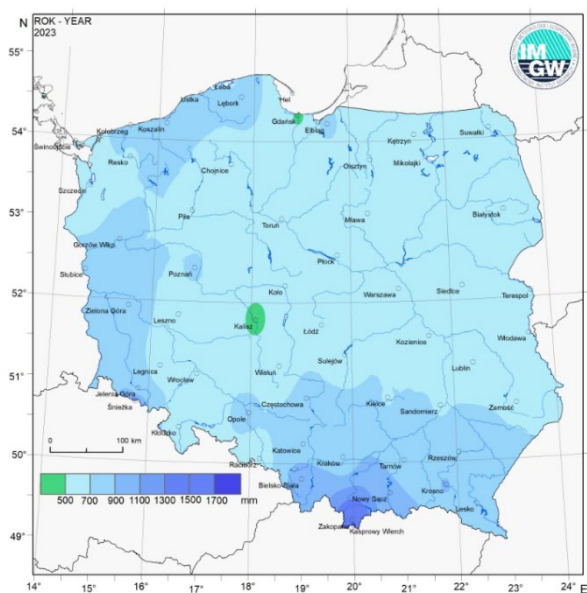 N
ROK - YEAR
2023
IMGW
55°
Łeba
Ustka
Lębork
Hel
Gdańsk
Elbląg
Koszalin
Kołobrzeg
Świnoujście
54°
Suwałki
Kętrzyn
Mikołajki
Olsztyn
Resko
Chojnice
Szczecin
53°
Piła
Toruń
Mława
Białystok
Gorzów Wlkp.
Płock
Słubice
Poznań
52°
Koło
Warszawa
Siedlce
Terespol
Zielona Góra
Leszno
Kalisz
Łódź
Kozienice
Włodawa
Sulejów
51°
Legnica
Wrocław
Wieluń
Lublin
Jelenia Góra
Śnieżka
Częstochowa
Kielce
Sandomierz
Zamość
Opole
Kłodzko
0 100 km
50°
Katowice
Racibórz
Kraków
Tarnów
Rzeszów
Bielsko-Biała
Nowy Sącz
Krosno
Lesko
500 700 900 1100 1300 1500 1700 mm
Zakopane
Kasprowy Wierch
49°
14° 15° 16° 17° 18° 19° 20° 21° 22° 23° 24° E